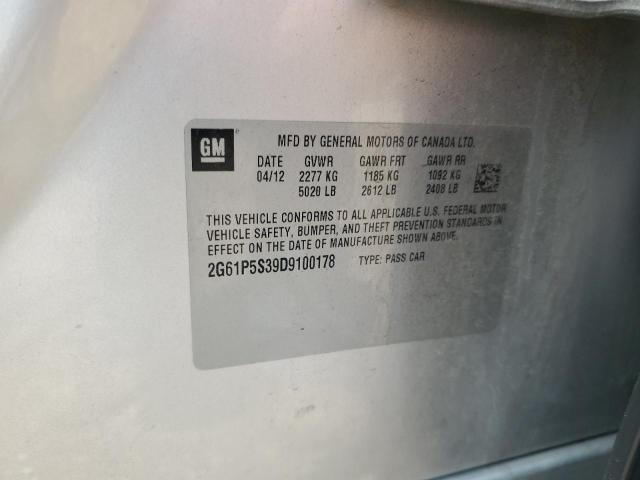 GM
MFD BY GENERAL MOTORS OF CANADA LTD.
DATE GVWR GAWR FRT GAWR RR
04/12 2277 KG 1185 KG 1092 KG
5020 LB 2612 LB 2408 LB
THIS VEHICLE CONFORMS TO ALL APPLICABLE U.S. FEDERAL MOTOR
VEHICLE SAFETY, BUMPER, AND THEFT PREVENTION STANDARDS IN
EFFECT ON THE DATE OF MANUFACTURE SHOWN ABOVE.
2G61P5S39D9100178 TYPE: PASS CAR